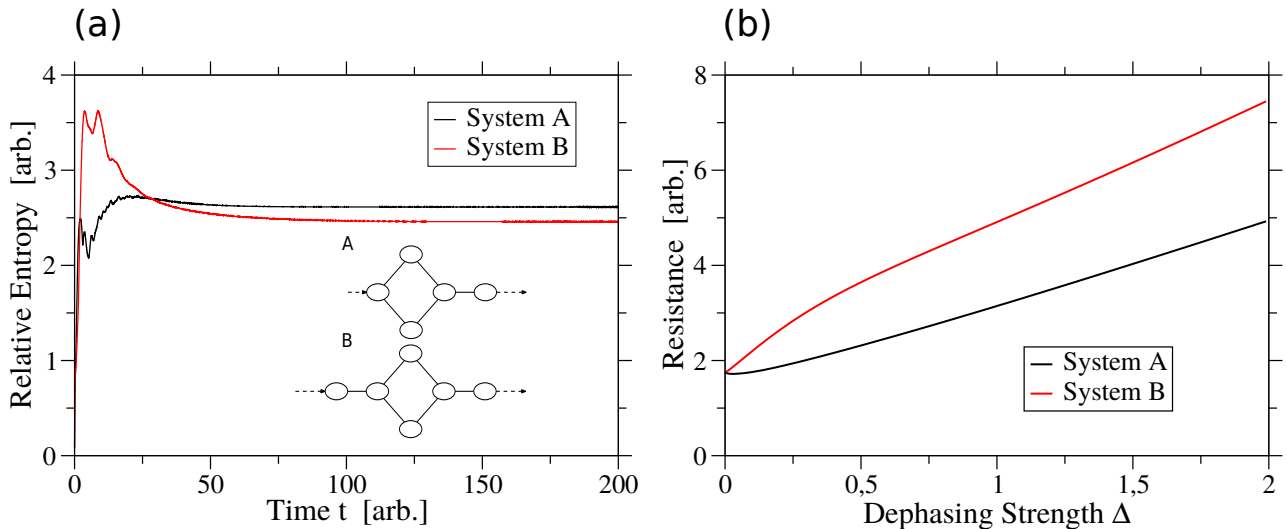 (a)
Relative Entropy [arb.]
4
3
2
1
0
System A
System B
A
B
0 50 100 150 200
Time t [arb.]
(b)
Resistance [arb.]
8
6
4
2
0
System A
System B
0 0,5 1 1,5 2
Dephasing Strength Δ